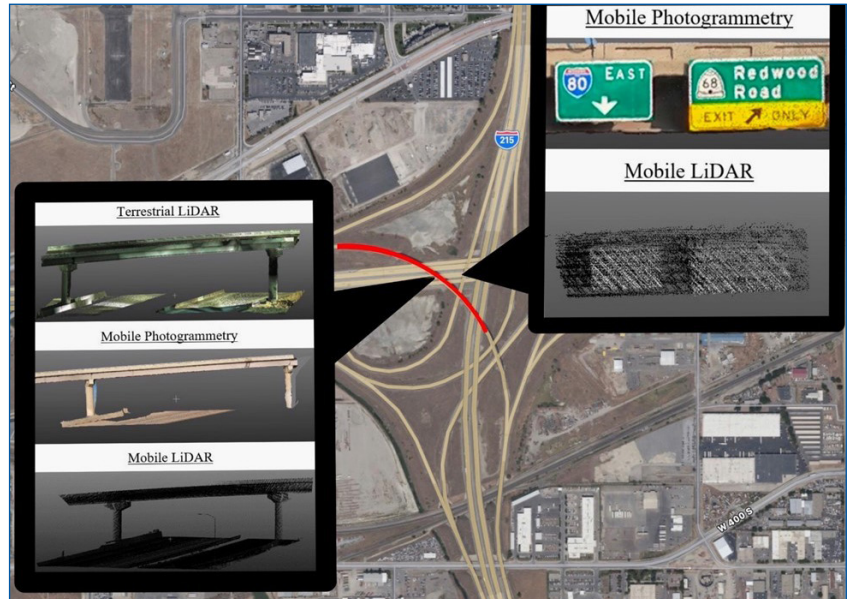 Terrestrial LiDAR
Mobile Photogrammetry
Mobile LiDAR
Mobile Photogrammetry
80
EAST
68
Redwood
Road
EXIT ONLY
Mobile LiDAR
215
W 400 S